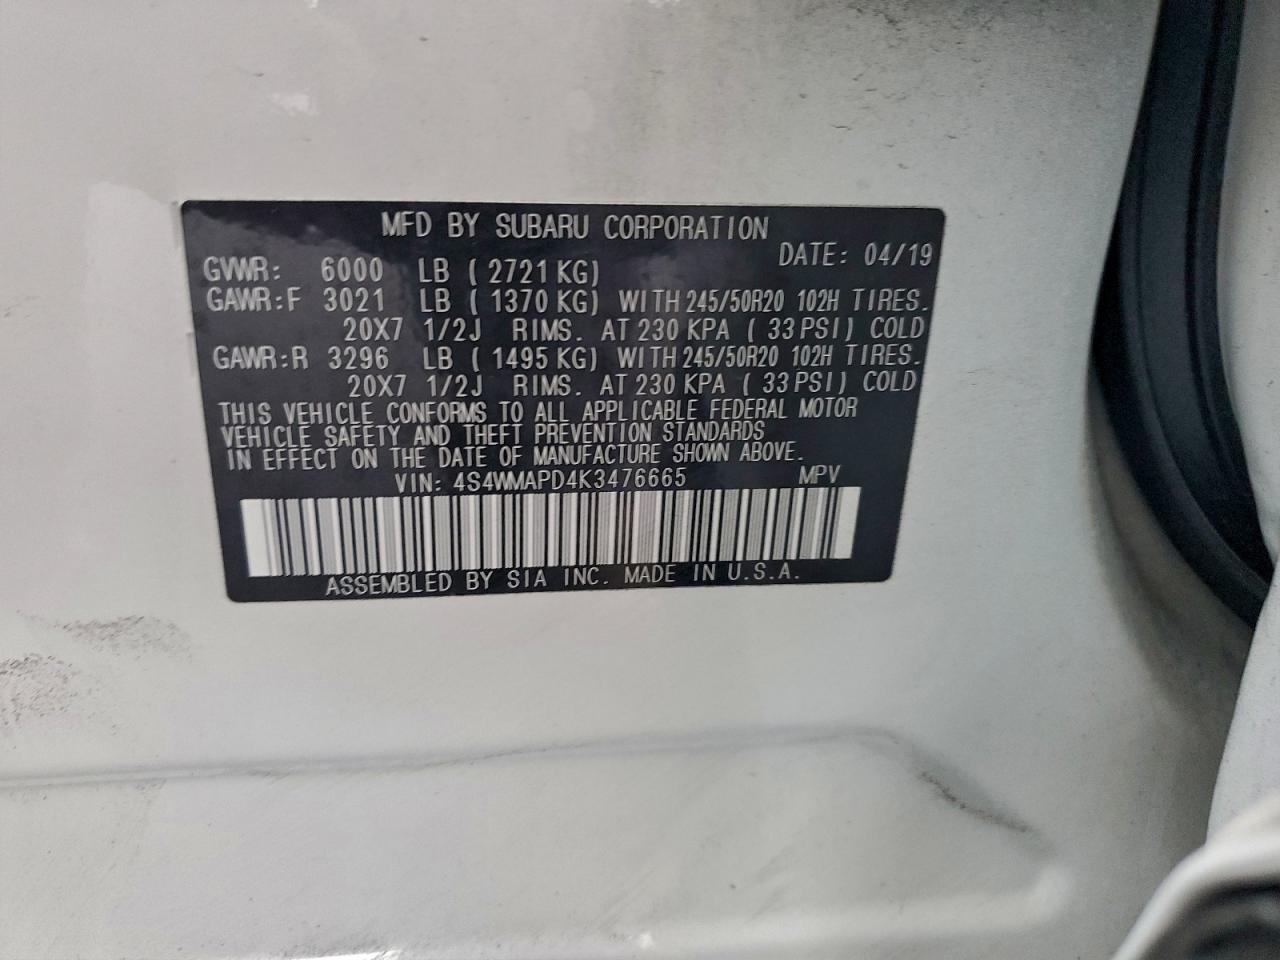 MFD BY SUBARU CORPORATION
DATE: 04/19
GVWR: 6000 LB (2721 KG)
GAWR:F 3021 LB (1370 KG) WITH 245/50R20 102H TIRES.
20X7 1/2J RIMS. AT 230 KPA (33 PSI) COLD
GAWR:R 3296 LB (1495 KG) WITH 245/50R20 102H TIRES.
20X7 1/2J RIMS. AT 230 KPA (33 PSI) COLD
THIS VEHICLE CONFORMS TO ALL APPLICABLE FEDERAL MOTOR
VEHICLE SAFETY AND THEFT PREVENTION STANDARDS
IN EFFECT ON THE DATE OF MANUFACTURE SHOWN ABOVE.
VIN: 4S4WMAPD4K3476665 MPV
ASSEMBLED BY SIA INC. MADE IN U.S.A.